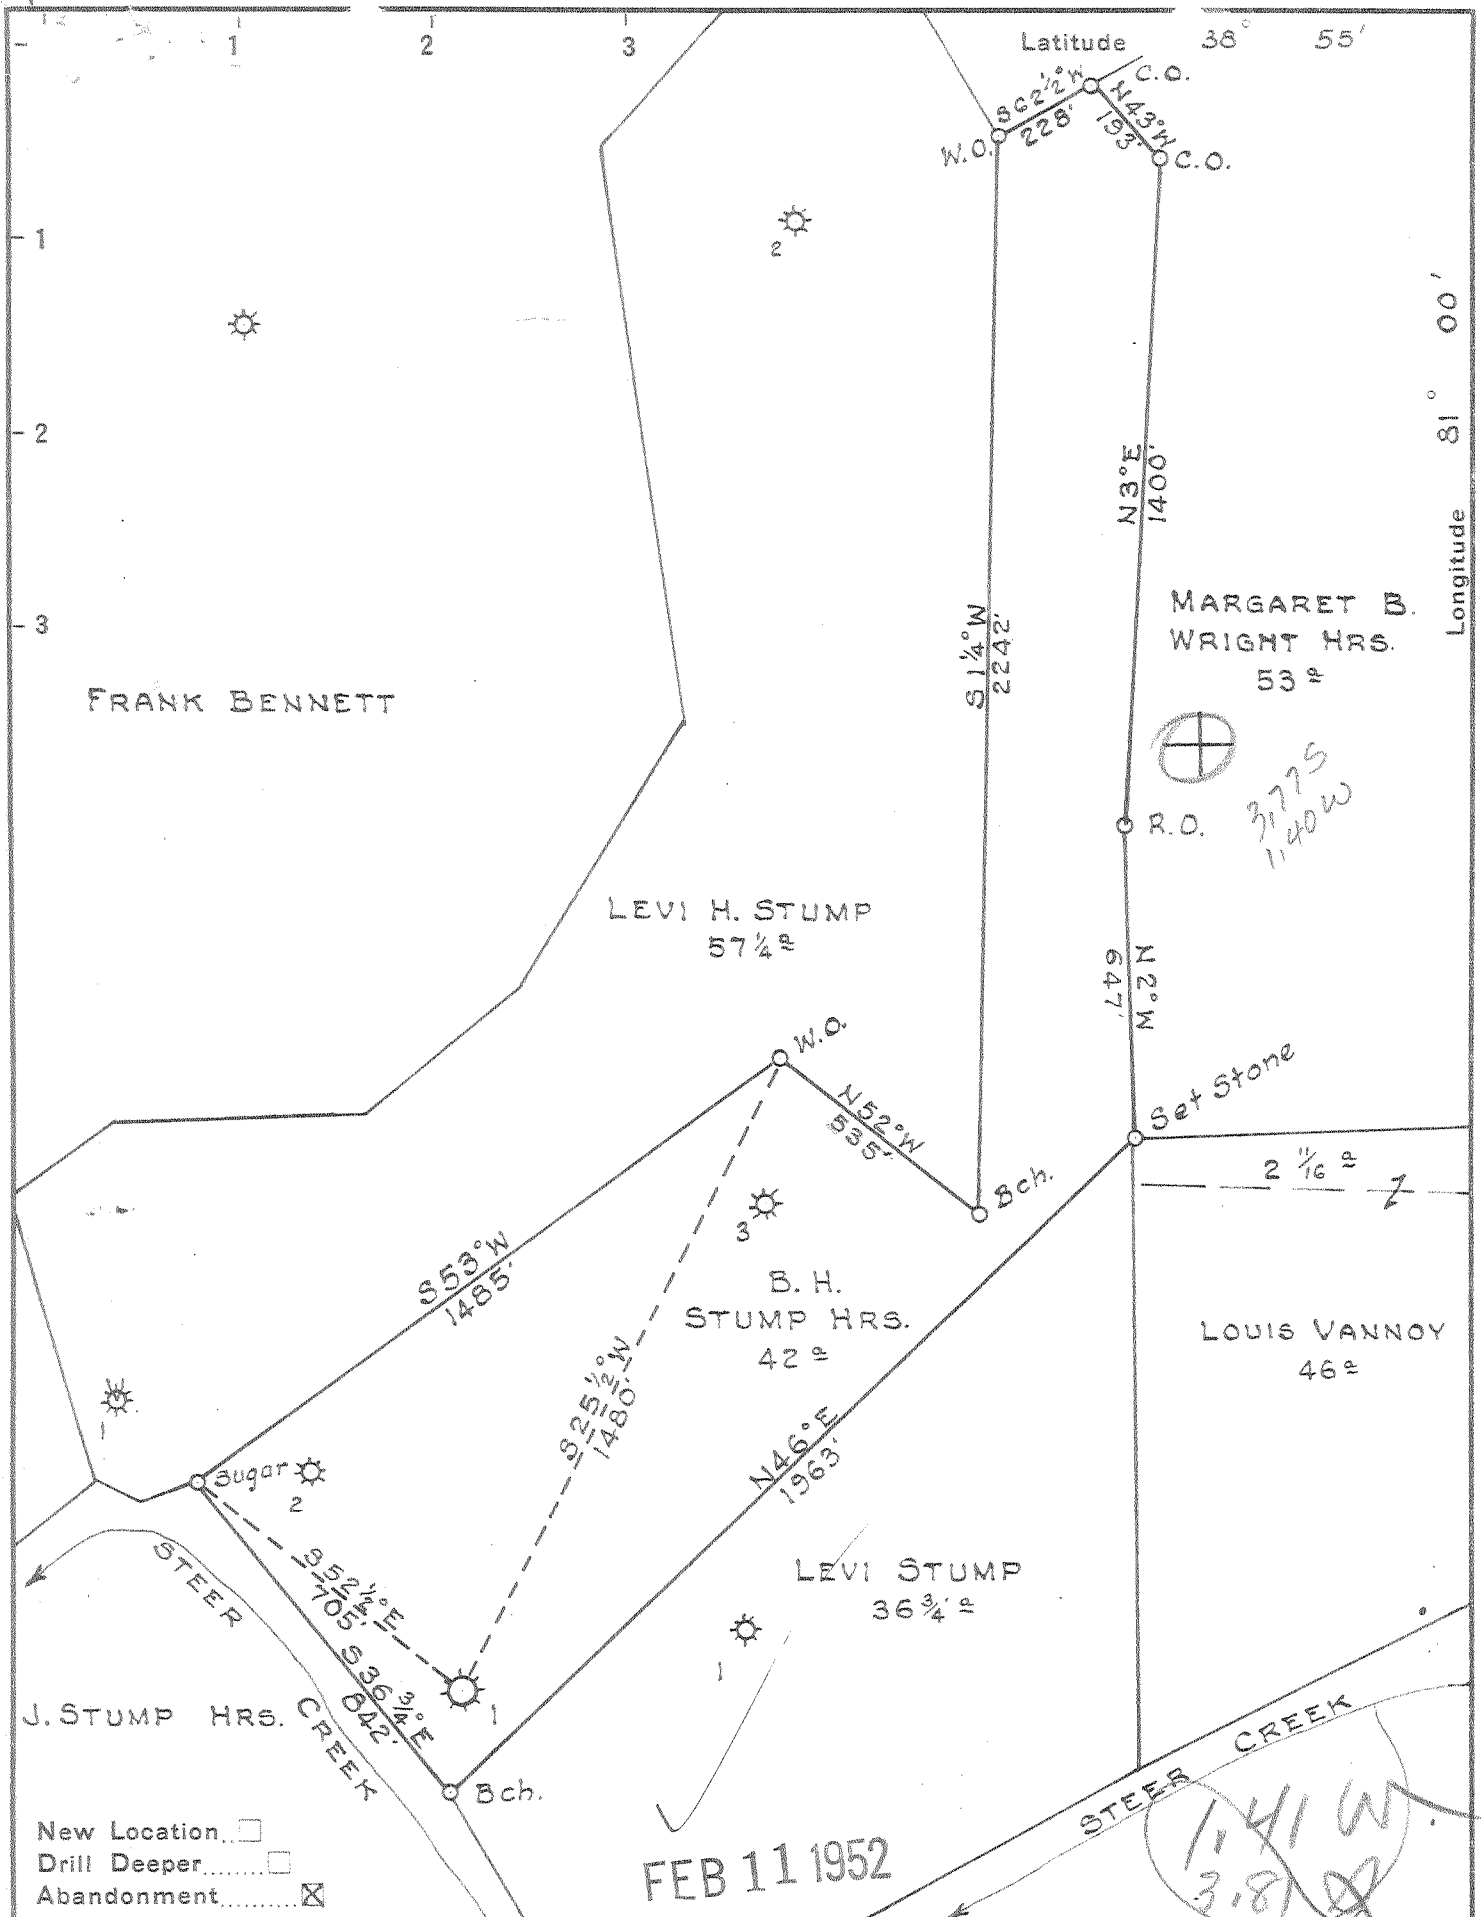 1
2
3
Latitude 38° 55'
Longitude 81° 00'
1
2
3
C.O.
S62½°W
228'
N43°W
193'
W.O.
C.O.
2
N3°E
1400'
S1¼°W
2242'
MARGARET B.
WRIGHT HRS.
53 a
FRANK BENNETT
3.77S
1.40W
R.O.
LEVI H. STUMP
57¼ a
N2°W
647'
W.O.
N52°W
535'
Set Stone
2 11/16 a
Bch.
3
S53°W
1485'
B. H.
STUMP HRS.
42 a
LOUIS VANNOY
46 a
S25½°W
1480'
1
Sugar
2
N46°E
1963'
STEER
CREEK
S52½°E
705'
LEVI STUMP
36¾ a
1
S36¾°E
842'
1
J. STUMP HRS.
Bch.
STEER CREEK
1.41 W
3.81
New Location
Drill Deeper
Abandonment ☒
FEB 11 1952